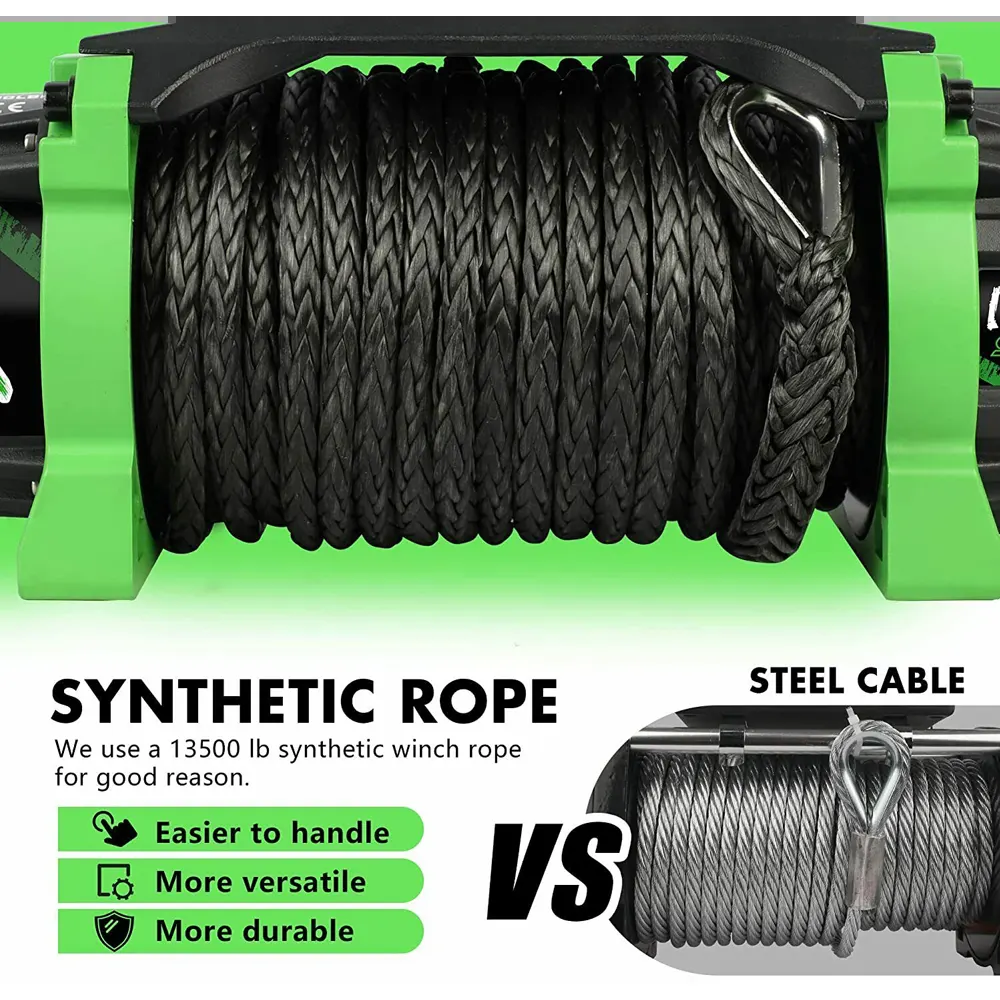 SYNTHETIC ROPE
We use a 13500 lb synthetic winch rope
for good reason.
Easier to handle
More versatile
More durable
STEEL CABLE
VS